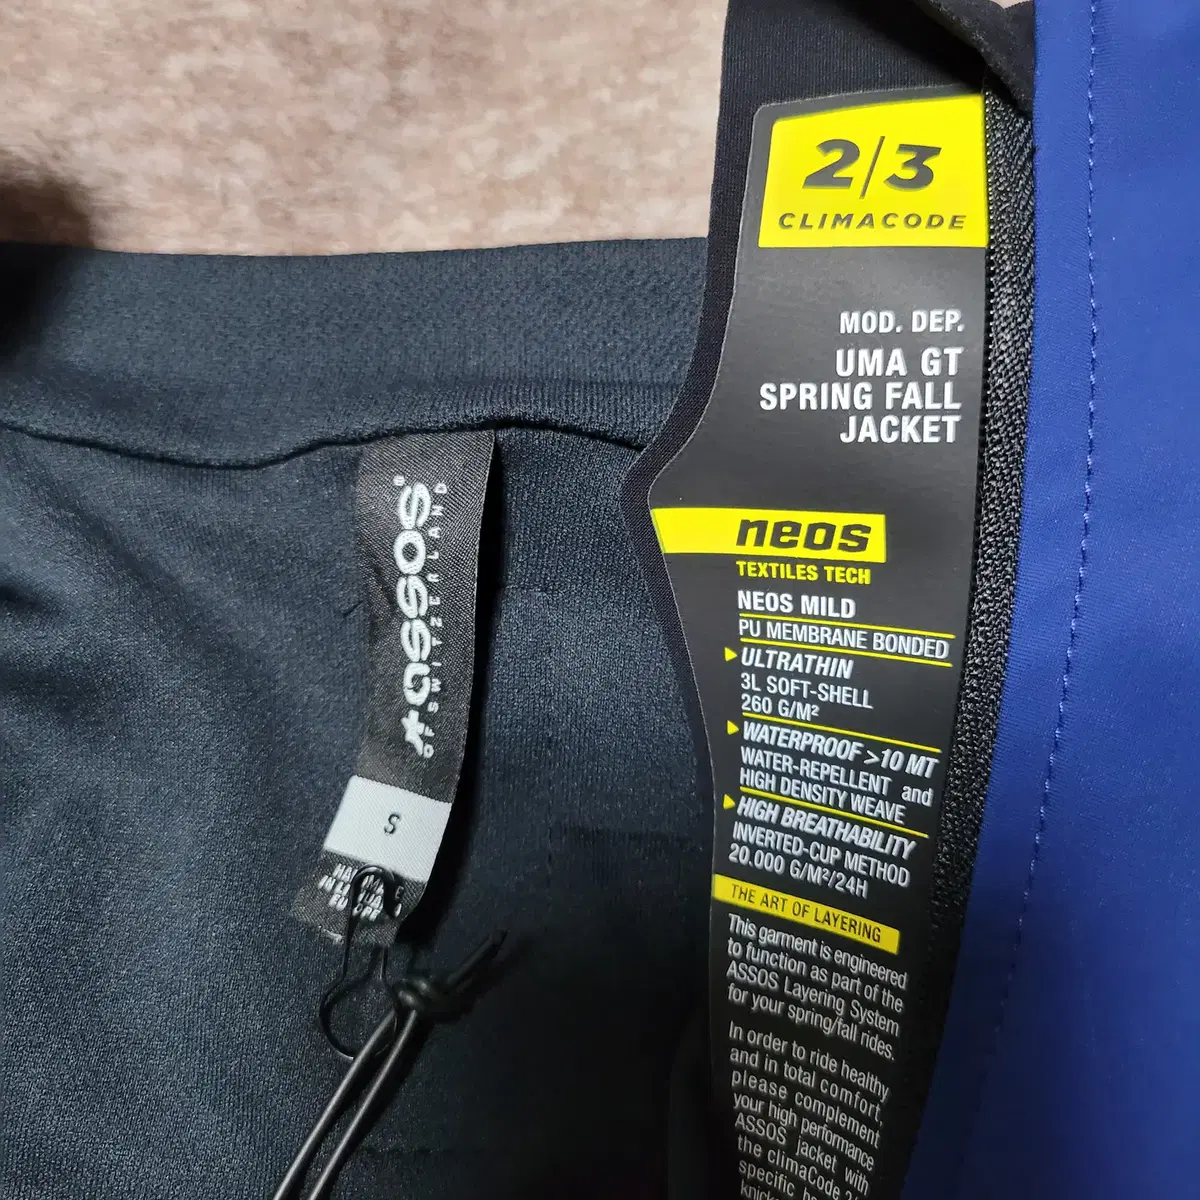 2/3
CLIMACODE
MOD. DEP.
UMA GT
SPRING FALL
JACKET
neos
TEXTILES TECH
NEOS MILD
PU MEMBRANE BONDED
ULTRATHIN
3L SOFT-SHELL
260 G/M²
WATERPROOF >10 MT
WATER-REPELLENT and
HIGH DENSITY WEAVE
HIGH BREATHABILITY
INVERTED-CUP METHOD
20.000 G/M²/24H
THE ART OF LAYERING
This garment is engineered
to function as part of the
ASSOS Layering System
for your spring/fall rides.
In order to ride healthy
and in total comfort,
please complement
your high performance
ASSOS jacket with
the climaCode
specific
assos®
OF SWITZERLAND
S
EUROPE